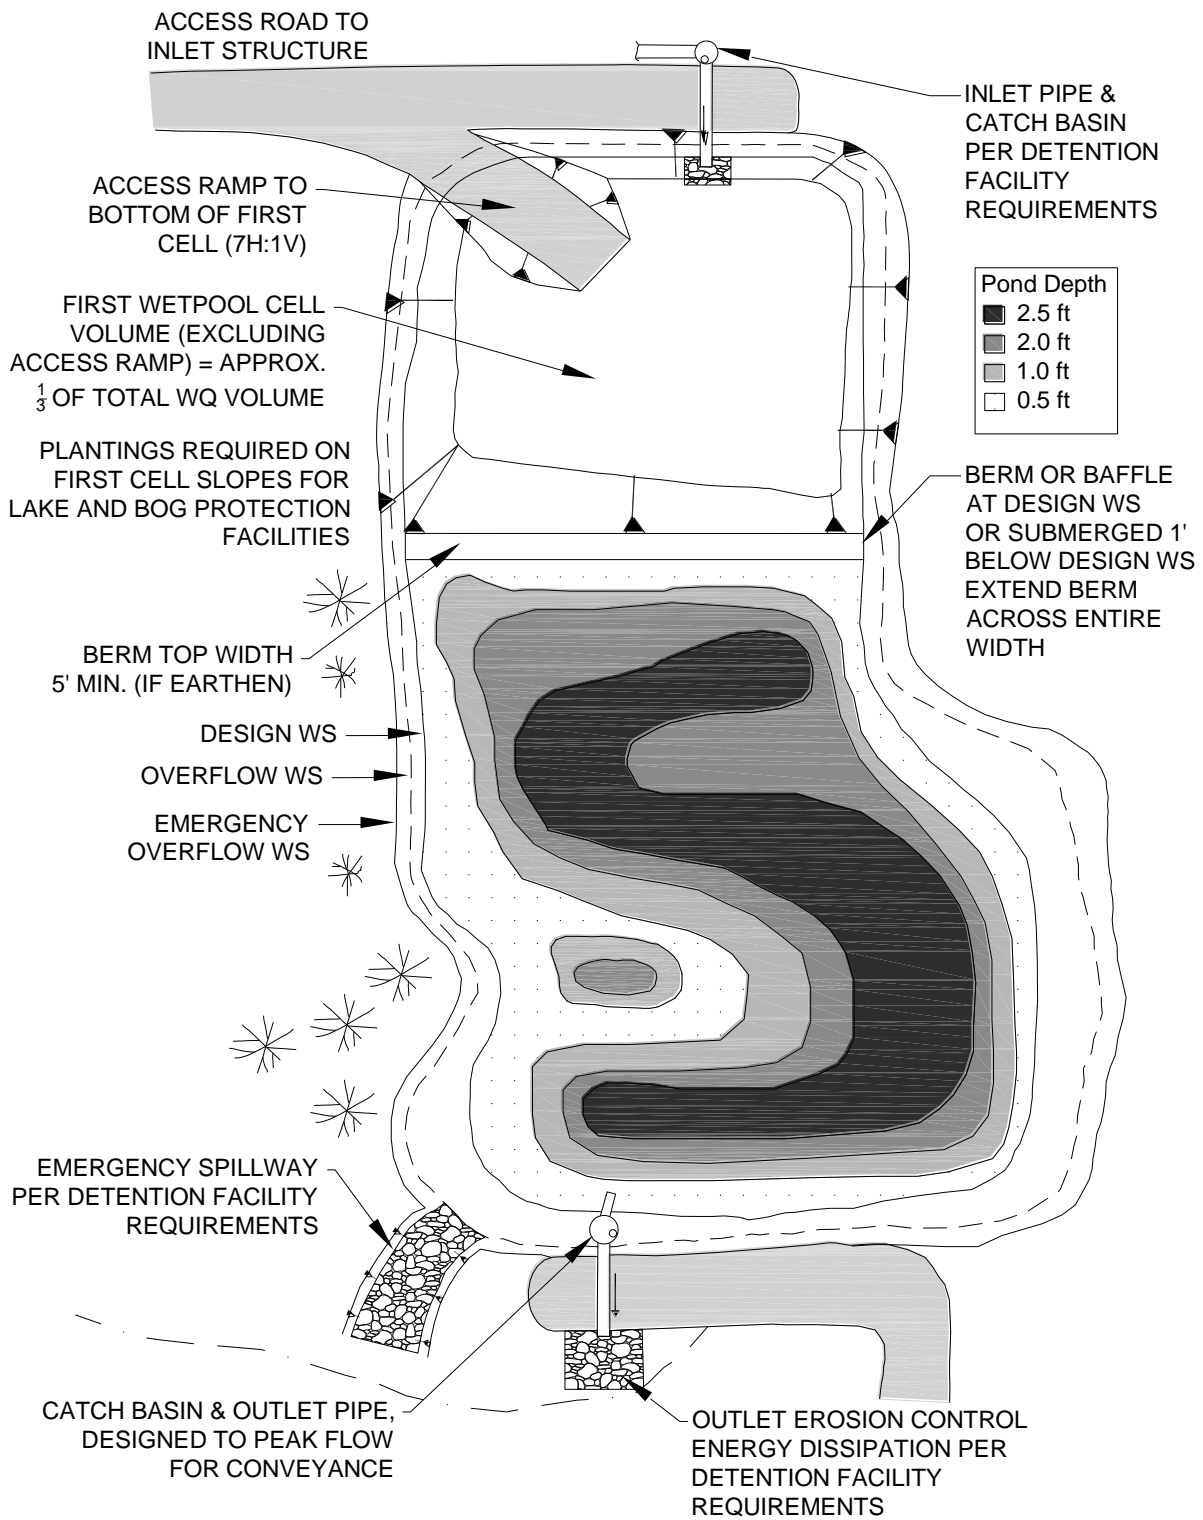 ACCESS ROAD TO
INLET STRUCTURE
INLET PIPE &
CATCH BASIN
PER DETENTION
FACILITY
REQUIREMENTS
ACCESS RAMP TO
BOTTOM OF FIRST
CELL (7H:1V)
Pond Depth
2.5 ft
2.0 ft
1.0 ft
0.5 ft
FIRST WETPOOL CELL
VOLUME (EXCLUDING
ACCESS RAMP) = APPROX.
1/3 OF TOTAL WQ VOLUME
PLANTINGS REQUIRED ON
FIRST CELL SLOPES FOR
LAKE AND BOG PROTECTION
FACILITIES
BERM OR BAFFLE
AT DESIGN WS
OR SUBMERGED 1'
BELOW DESIGN WS
EXTEND BERM
ACROSS ENTIRE
WIDTH
BERM TOP WIDTH
5' MIN. (IF EARTHEN)
DESIGN WS
OVERFLOW WS
EMERGENCY
OVERFLOW WS
EMERGENCY SPILLWAY
PER DETENTION FACILITY
REQUIREMENTS
CATCH BASIN & OUTLET PIPE,
DESIGNED TO PEAK FLOW
FOR CONVEYANCE
OUTLET EROSION CONTROL
ENERGY DISSIPATION PER
DETENTION FACILITY
REQUIREMENTS